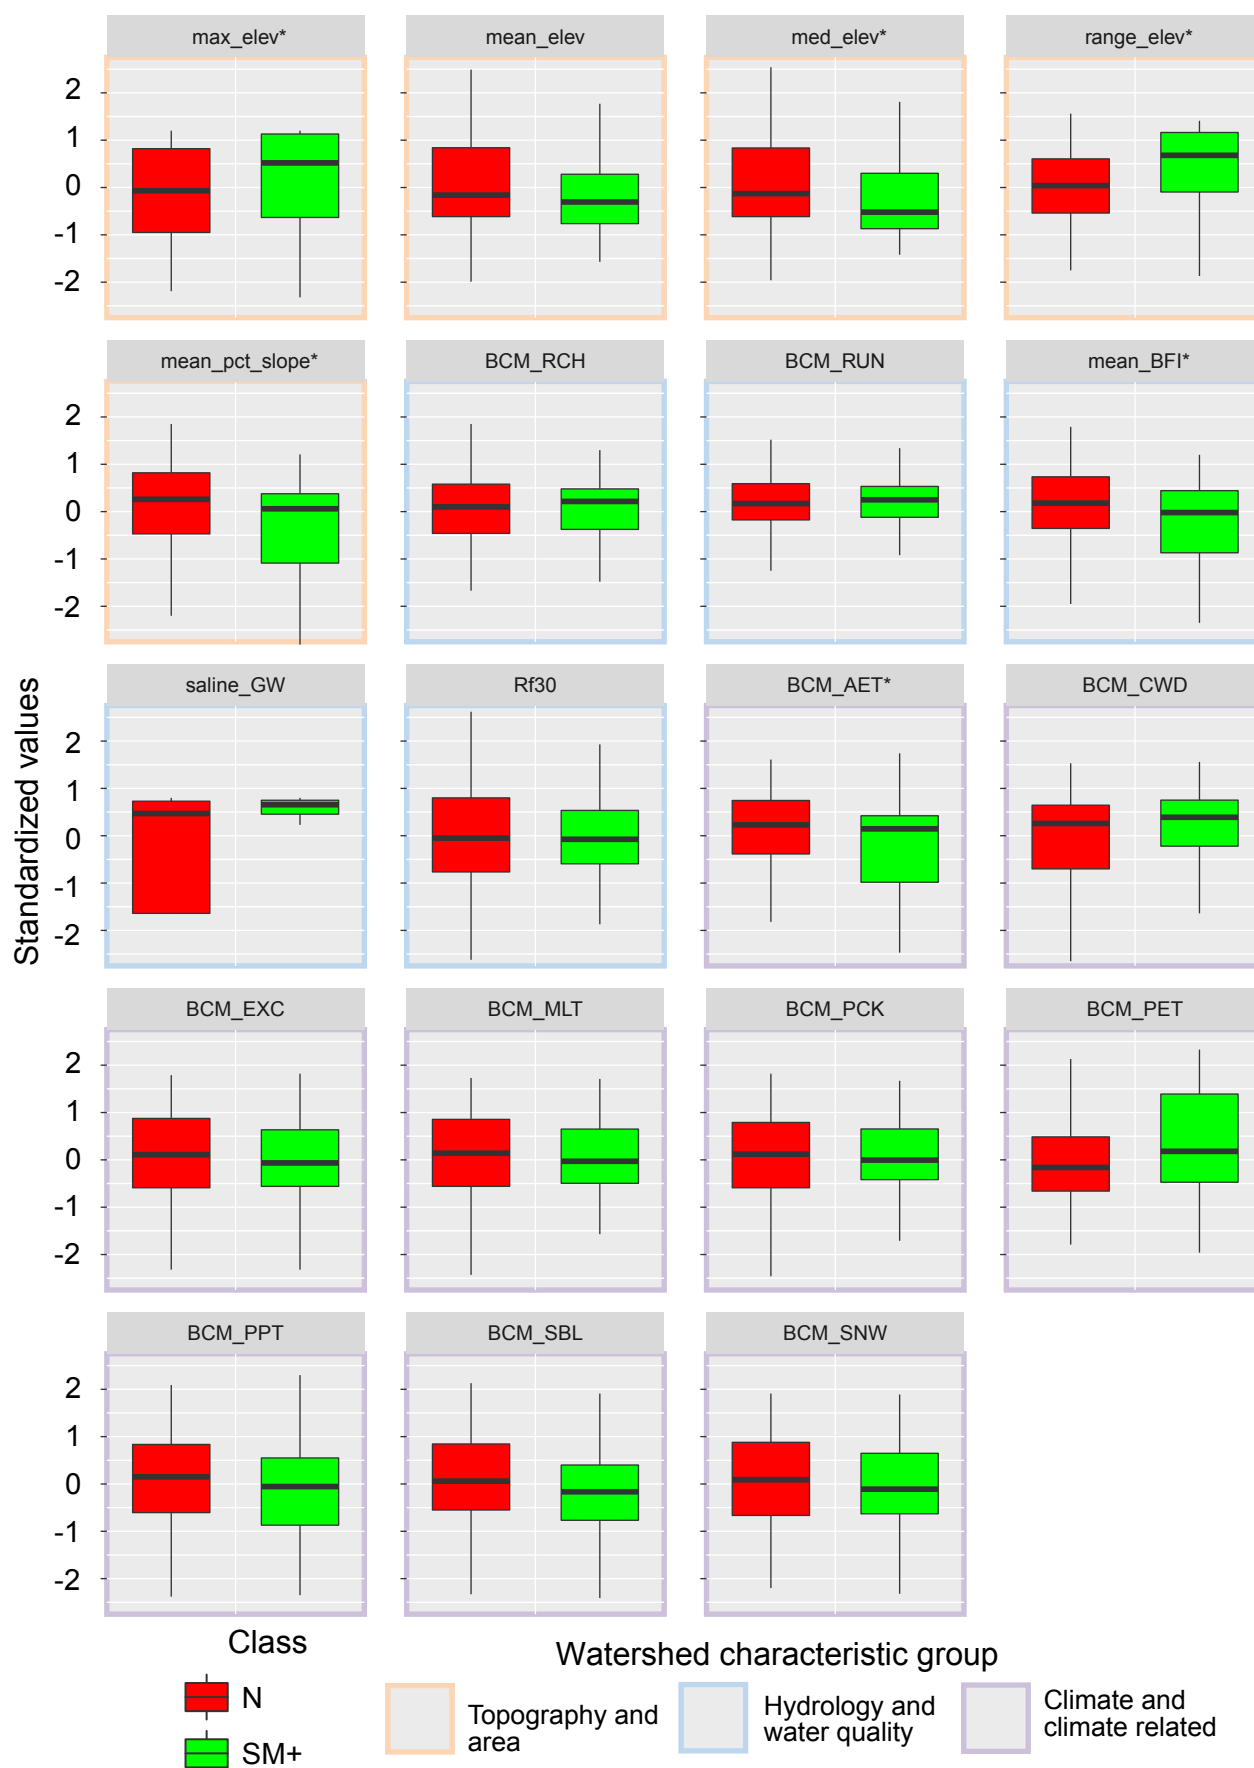 max_elev*
mean_elev
med_elev*
range_elev*
2
1
0
-1
-2
mean_pct_slope*
BCM_RCH
BCM_RUN
mean_BFI*
2
1
0
-1
-2
saline_GW
Rf30
BCM_AET*
BCM_CWD
2
1
0
-1
-2
Standardized values
BCM_EXC
BCM_MLT
BCM_PCK
BCM_PET
2
1
0
-1
-2
BCM_PPT
BCM_SBL
BCM_SNW
2
1
0
-1
-2
Class
N
SM+
Watershed characteristic group
Topography and
area
Hydrology and
water quality
Climate and
climate related